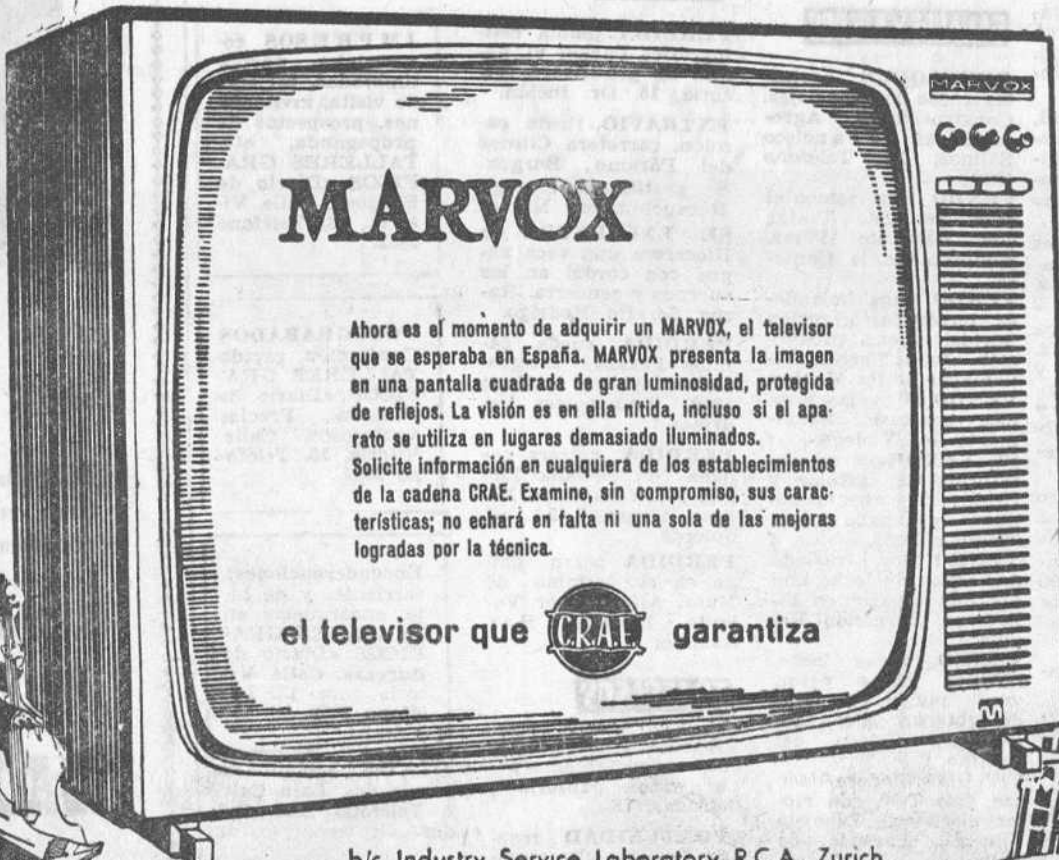 MARVOX
MARVOX
Ahora es el momento de adquirir un MARVOX, el televisor
que se esperaba en España. MARVOX presenta la imagen
en una pantalla cuadrada de gran luminosidad, protegida
de reflejos. La visión es en ella nítida, incluso si el apa-
rato se utiliza en lugares demasiado iluminados.
Solicite información en cualquiera de los establecimientos
de la cadena CRAE. Examine, sin compromiso, sus carac-
terísticas; no echará en falta ni una sola de las mejoras
logradas por la técnica.
el televisor que C.R.A.E. garantiza
b/c Industry Service Laboratory R.C.A. Zurich